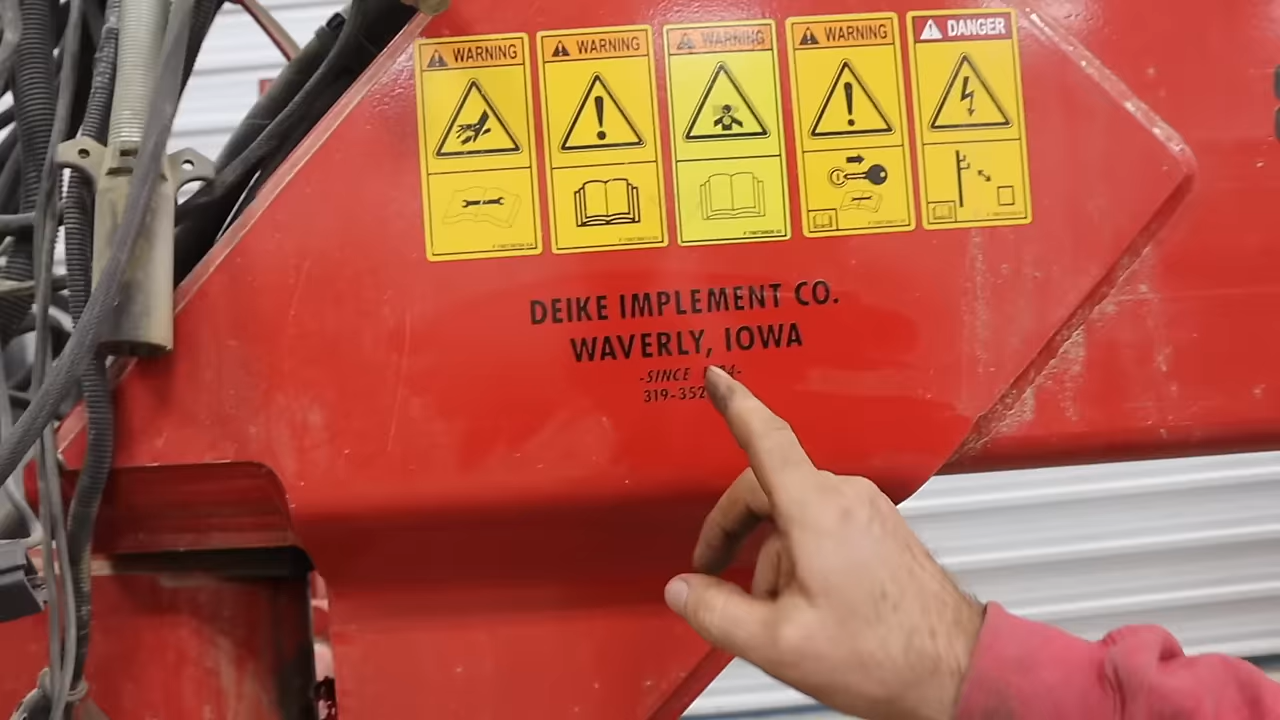 WARNING
WARNING
WARNING
WARNING
DANGER
DEIKE IMPLEMENT CO.
WAVERLY, IOWA
-SINCE